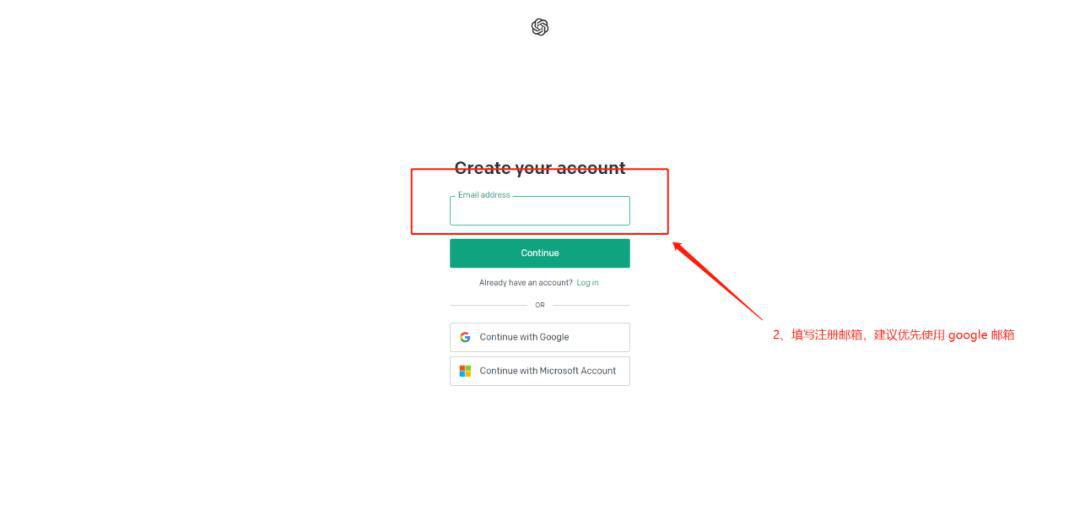 Create your account
Email address
Continue
Already have an account? Log in
OR
Continue with Google
Continue with Microsoft Account
2、填写注册邮箱，建议优先使用 google 邮箱